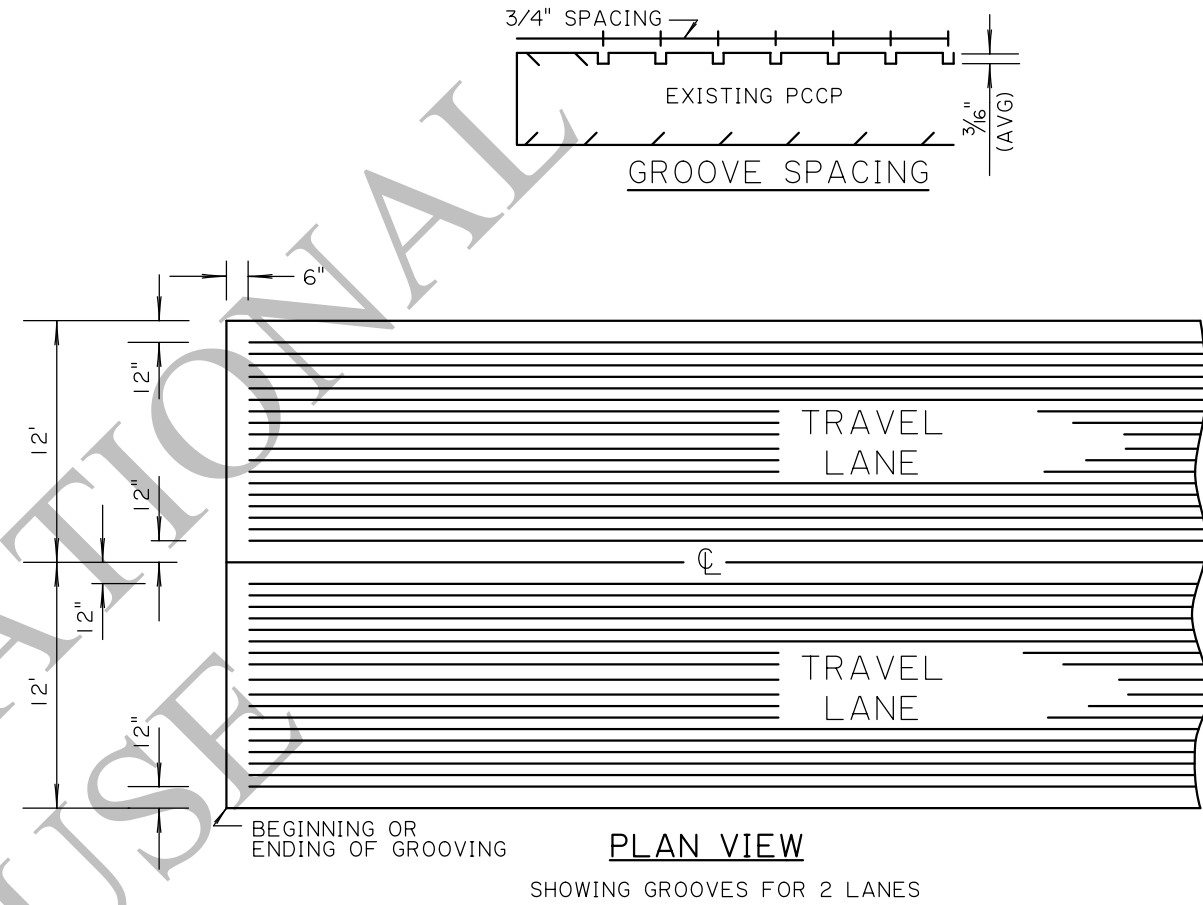 3/4" SPACING
EXISTING PCCP
3/16"
(AVG)
GROOVE SPACING
6"
12"
12'
12"
TRAVEL
LANE
℄
12"
12'
12"
TRAVEL
LANE
BEGINNING OR
ENDING OF GROOVING
PLAN VIEW
SHOWING GROOVES FOR 2 LANES
ATIONAL
USE